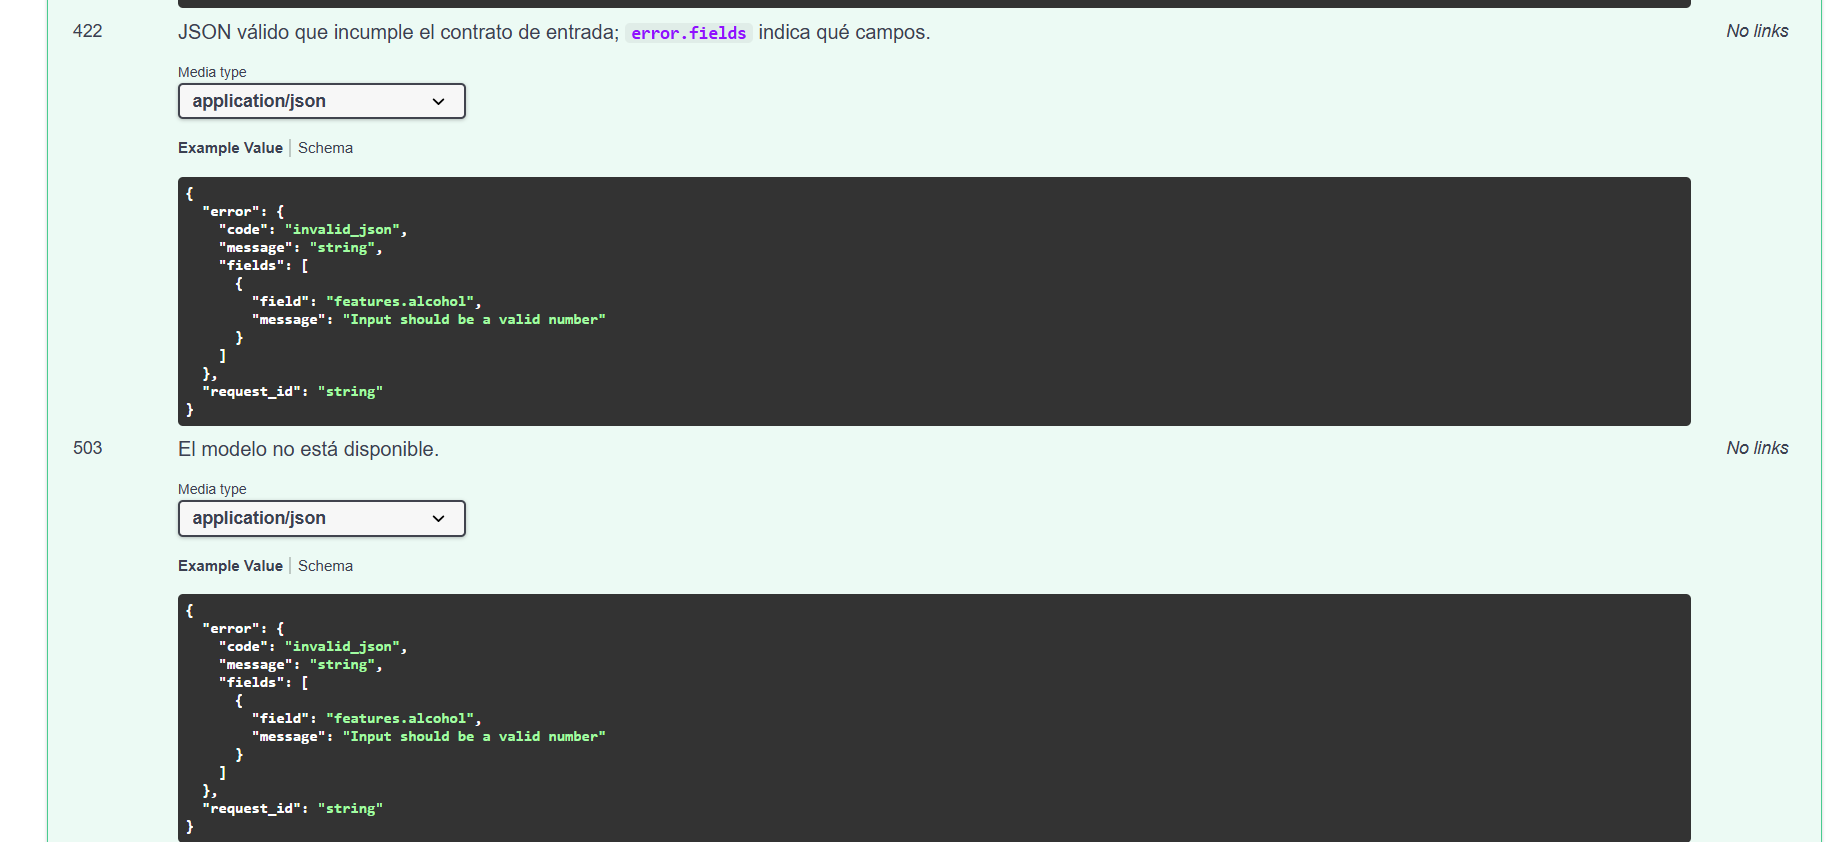 422 JSON válido que incumple el contrato de entrada; error.fields indica qué campos. No links
Media type
application/json
Example Value | Schema
{
  "error": {
    "code": "invalid_json",
    "message": "string",
    "fields": [
      {
        "field": "features.alcohol",
        "message": "Input should be a valid number"
      }
    ]
  },
  "request_id": "string"
}
503 El modelo no está disponible. No links
Media type
application/json
Example Value | Schema
{
  "error": {
    "code": "invalid_json",
    "message": "string",
    "fields": [
      {
        "field": "features.alcohol",
        "message": "Input should be a valid number"
      }
    ]
  },
  "request_id": "string"
}